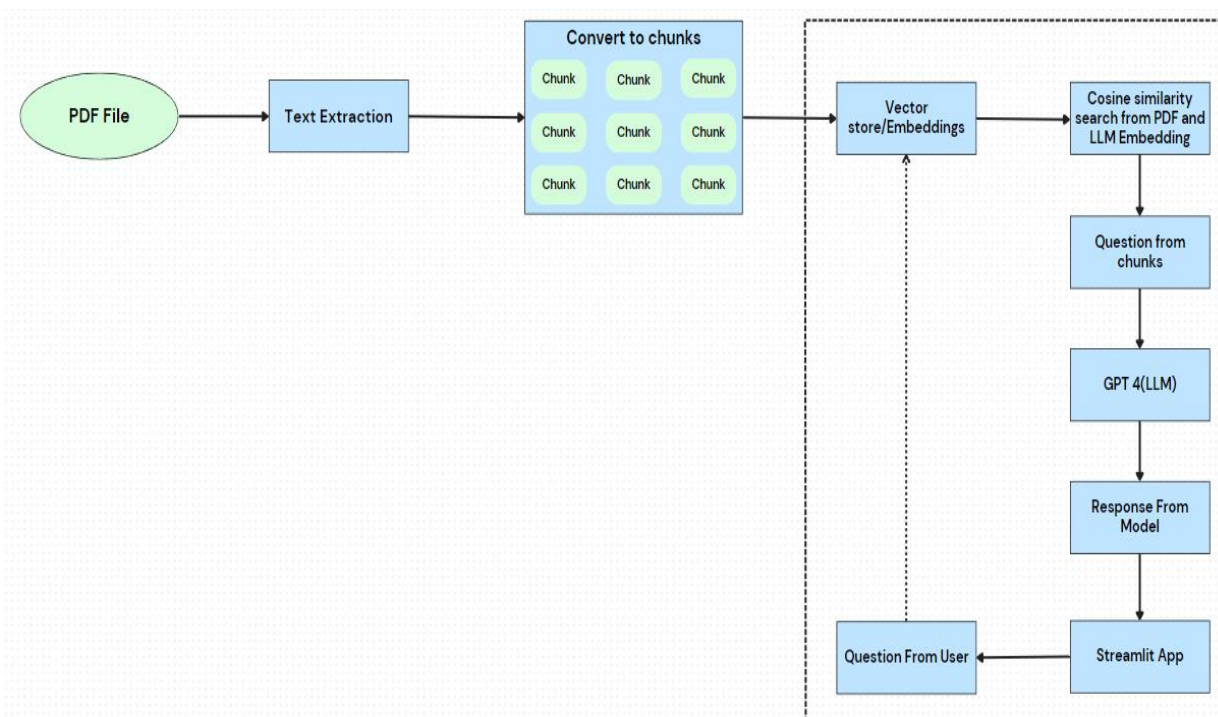 PDF File
Text Extraction
Convert to chunks
Chunk Chunk Chunk
Chunk Chunk Chunk
Chunk Chunk Chunk
Vector
store/Embeddings
Cosine similarity
search from PDF and
LLM Embedding
Question from
chunks
GPT 4(LLM)
Response From
Model
Streamlit App
Question From User